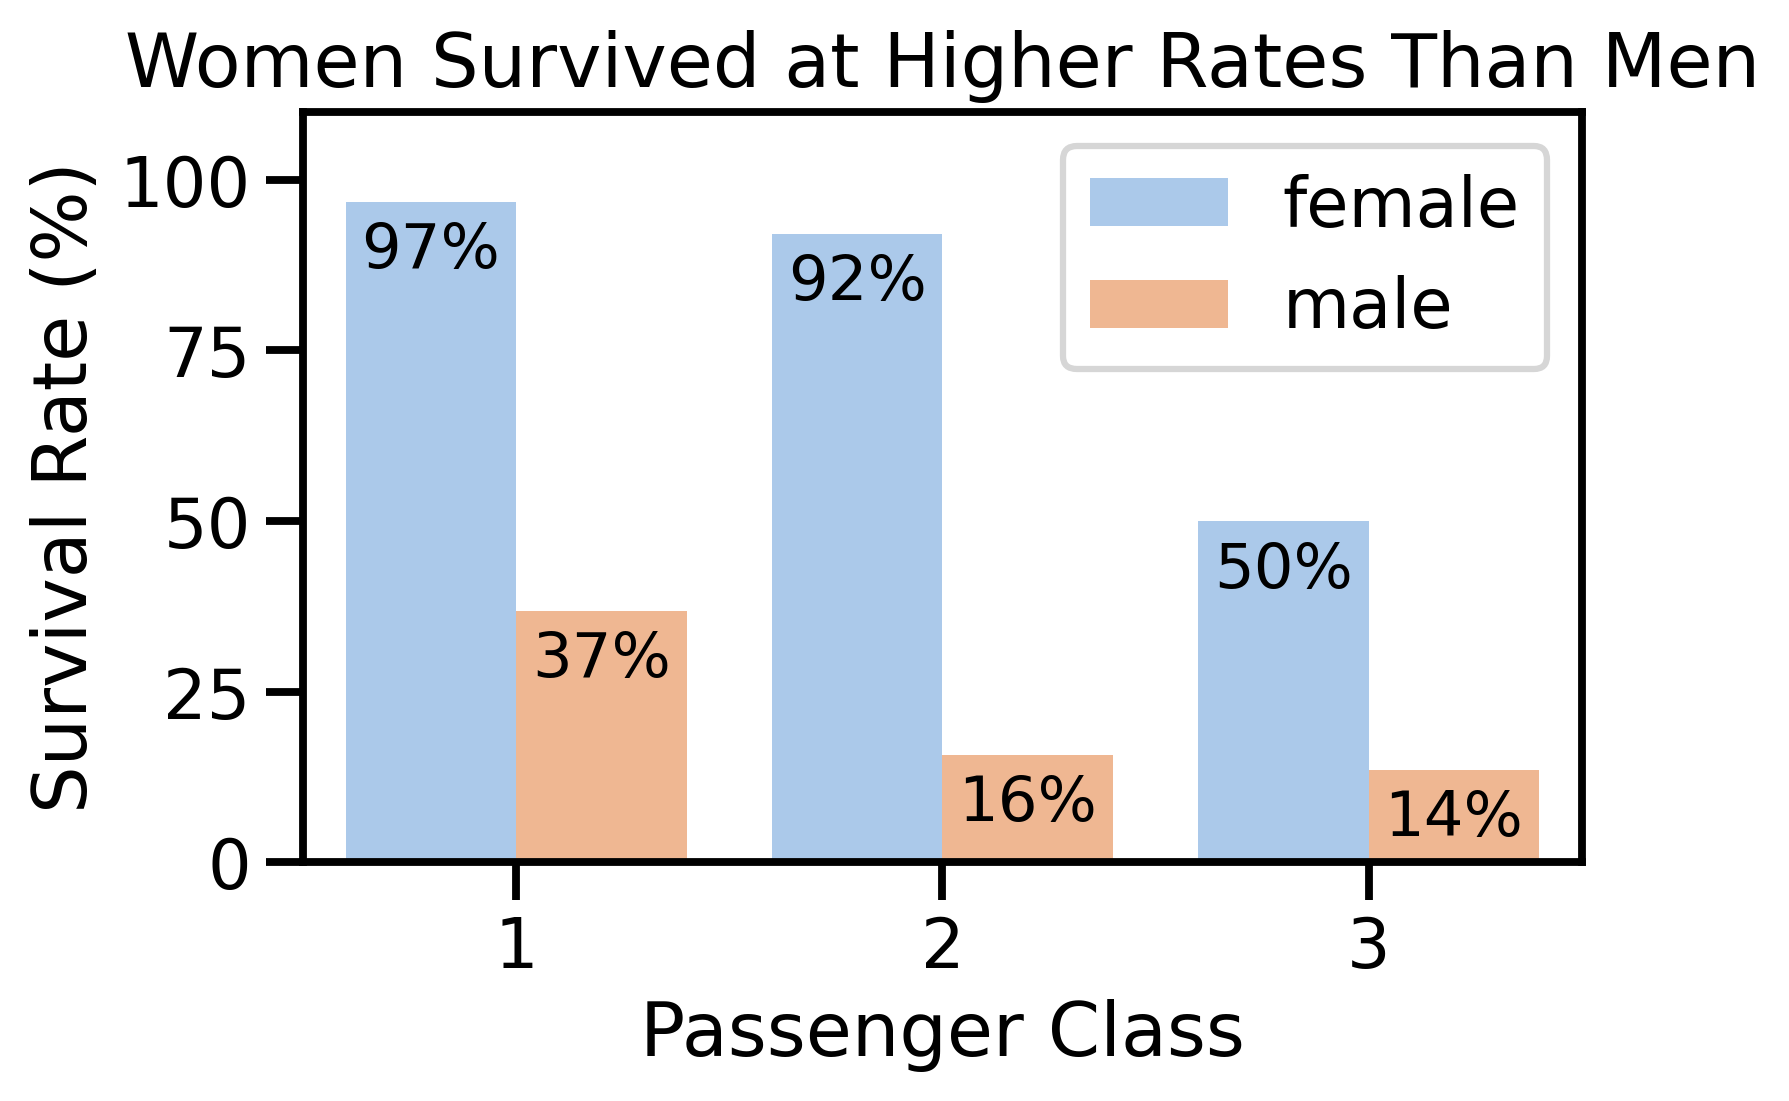 Women Survived at Higher Rates Than Men
Survival Rate (%)
100
75
50
25
0
97%
37%
92%
16%
50%
14%
female
male
1
2
3
Passenger Class